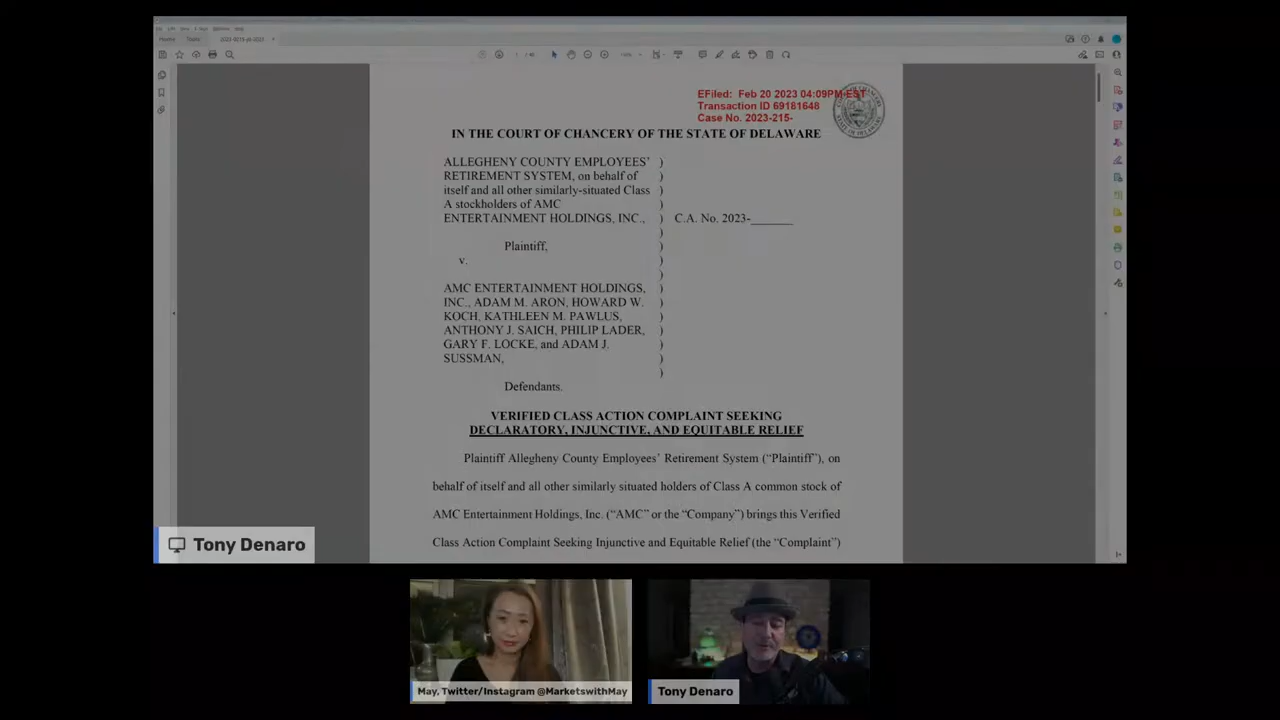 Home Tools
EFiled: Feb 20 2023 04:09PM EST
Transaction ID 69181648
Case No. 2023-215-
IN THE COURT OF CHANCERY OF THE STATE OF DELAWARE
ALLEGHENY COUNTY EMPLOYEES' )
RETIREMENT SYSTEM, on behalf of )
itself and all other similarly-situated Class )
A stockholders of AMC )
ENTERTAINMENT HOLDINGS, INC., ) C.A. No. 2023-_______
)
Plaintiff, )
v. )
)
AMC ENTERTAINMENT HOLDINGS, )
INC., ADAM M. ARON, HOWARD W. )
KOCH, KATHLEEN M. PAWLUS, )
ANTHONY J. SAICH, PHILIP LADER, )
GARY F. LOCKE, and ADAM J. )
SUSSMAN, )
)
Defendants.
VERIFIED CLASS ACTION COMPLAINT SEEKING
DECLARATORY, INJUNCTIVE, AND EQUITABLE RELIEF
Plaintiff Allegheny County Employees' Retirement System ("Plaintiff"), on
behalf of itself and all other similarly situated holders of Class A common stock of
AMC Entertainment Holdings, Inc. ("AMC" or the "Company") brings this Verified
Class Action Complaint Seeking Injunctive and Equitable Relief (the "Complaint")
Tony Denaro
May, Twitter/Instagram @MarketswithMay
Tony Denaro